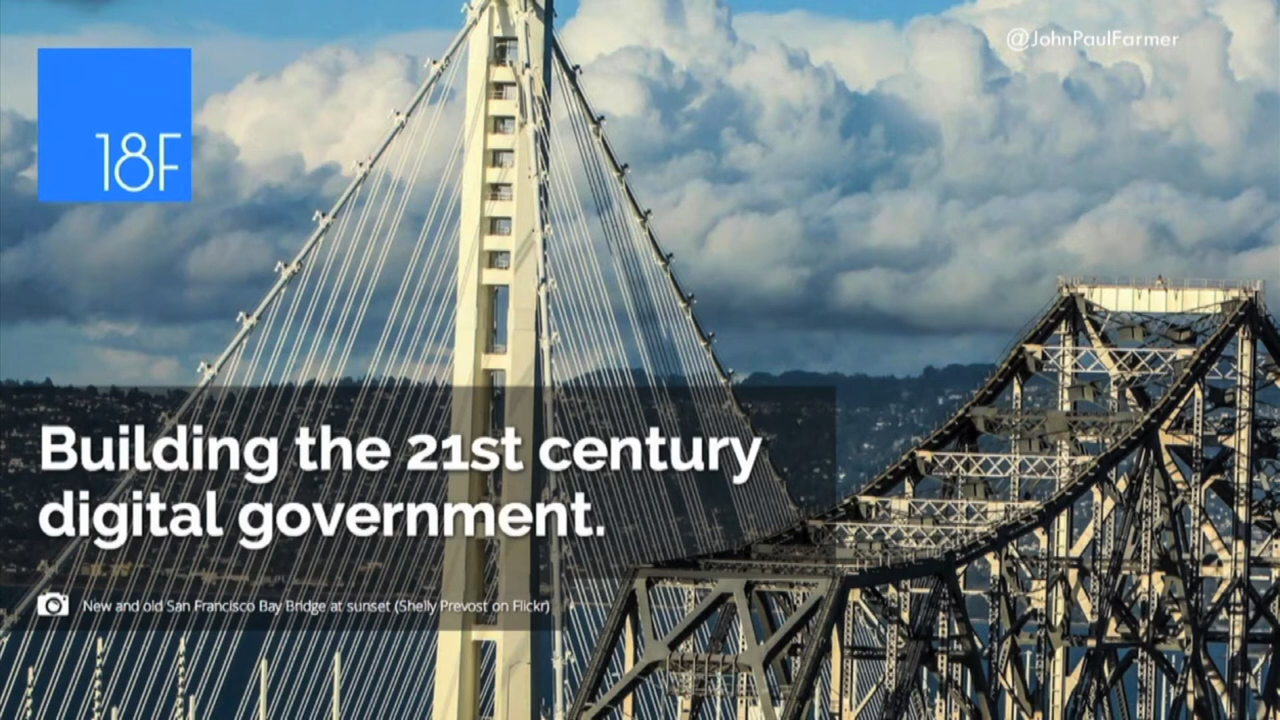 @JohnPaulFarmer
18F
Building the 21st century
digital government.
New and old San Francisco Bay Bridge at sunset (Shelly Prevost on Flickr)